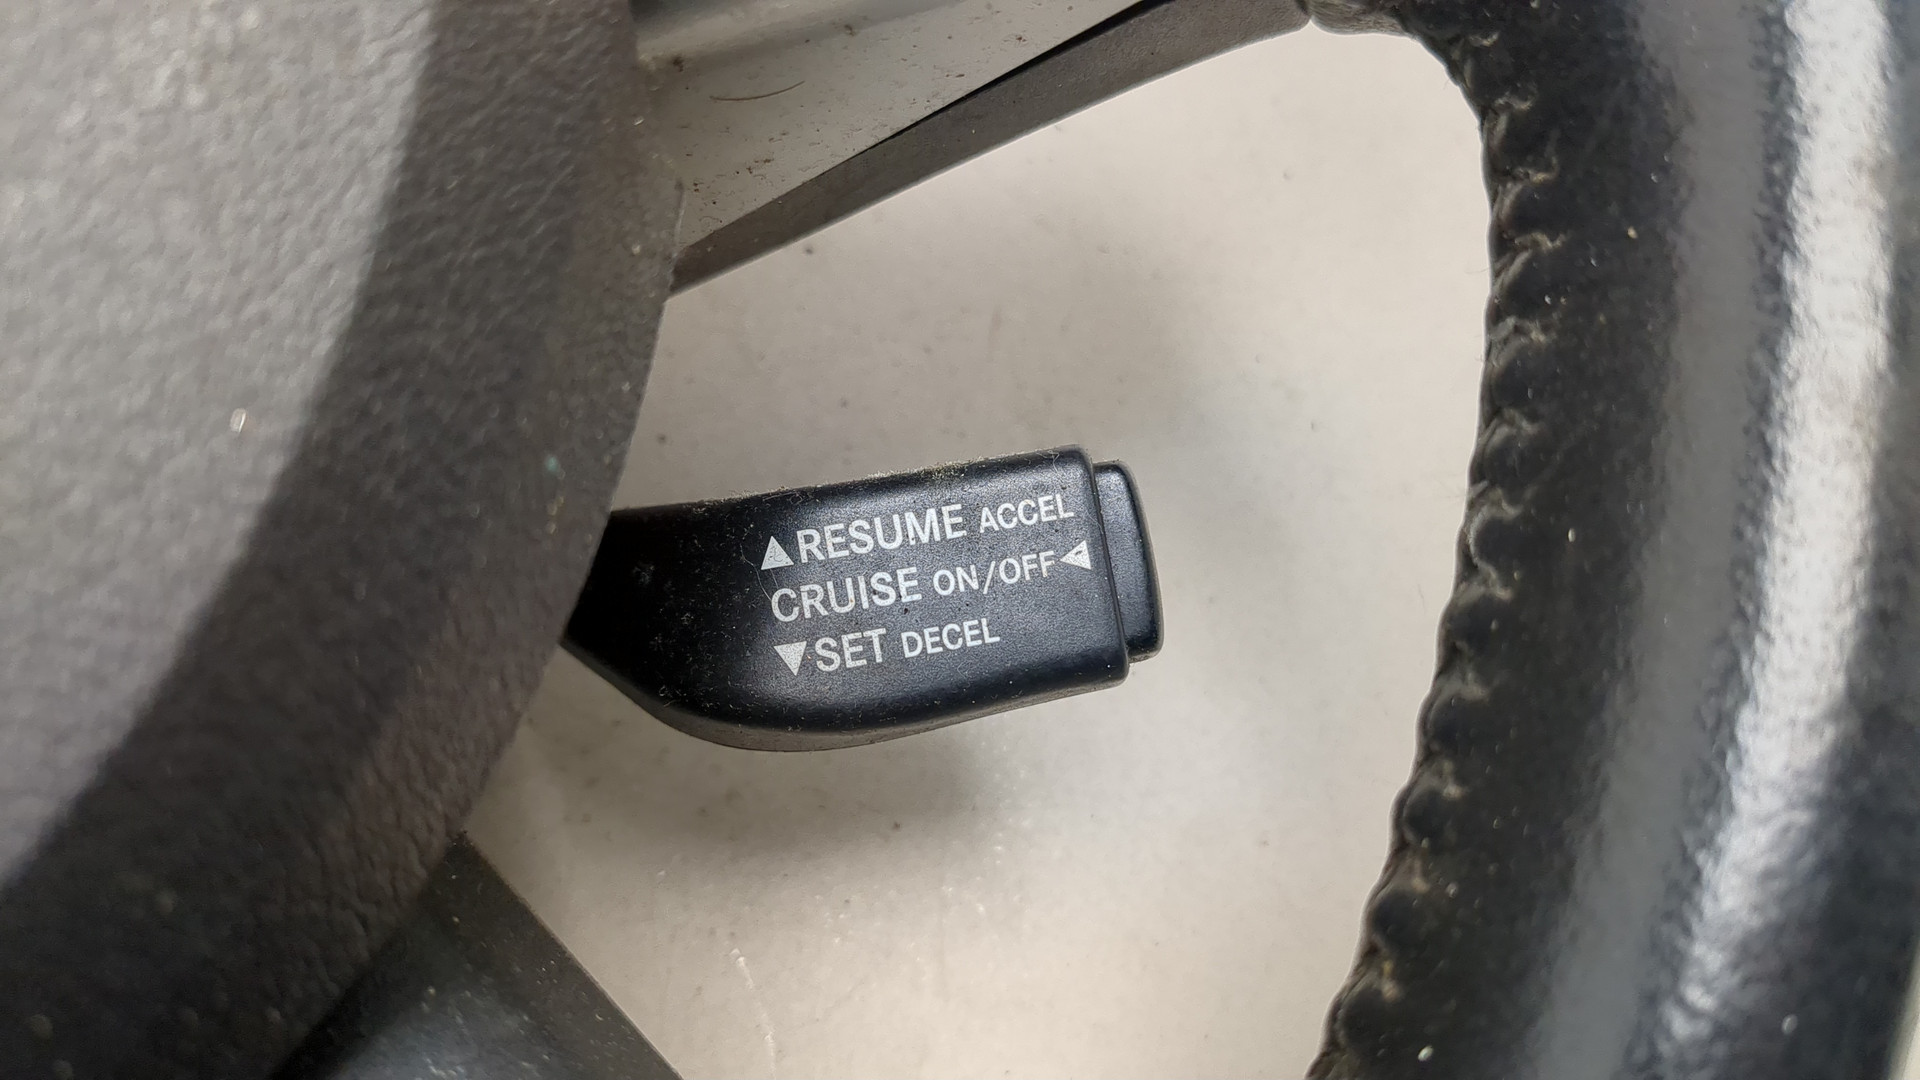 ▲RESUME ACCEL
CRUISE ON/OFF◀
▼SET DECEL